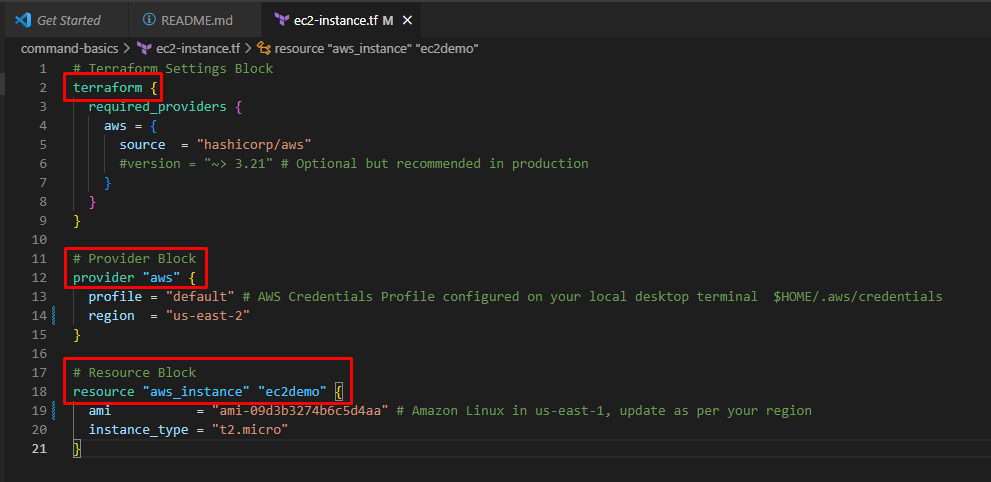 Get Started README.md ec2-instance.tf M
command-basics > ec2-instance.tf > resource "aws_instance" "ec2demo"
1 # Terraform Settings Block
2 terraform {
3 required_providers {
4 aws = {
5 source = "hashicorp/aws"
6 #version = "~> 3.21" # Optional but recommended in production
7 }
8 }
9 }
10
11 # Provider Block
12 provider "aws" {
13 profile = "default" # AWS Credentials Profile configured on your local desktop terminal $HOME/.aws/credentials
14 region = "us-east-2"
15 }
16
17 # Resource Block
18 resource "aws_instance" "ec2demo" {
19 ami = "ami-09d3b3274b6c5d4aa" # Amazon Linux in us-east-1, update as per your region
20 instance_type = "t2.micro"
21 }